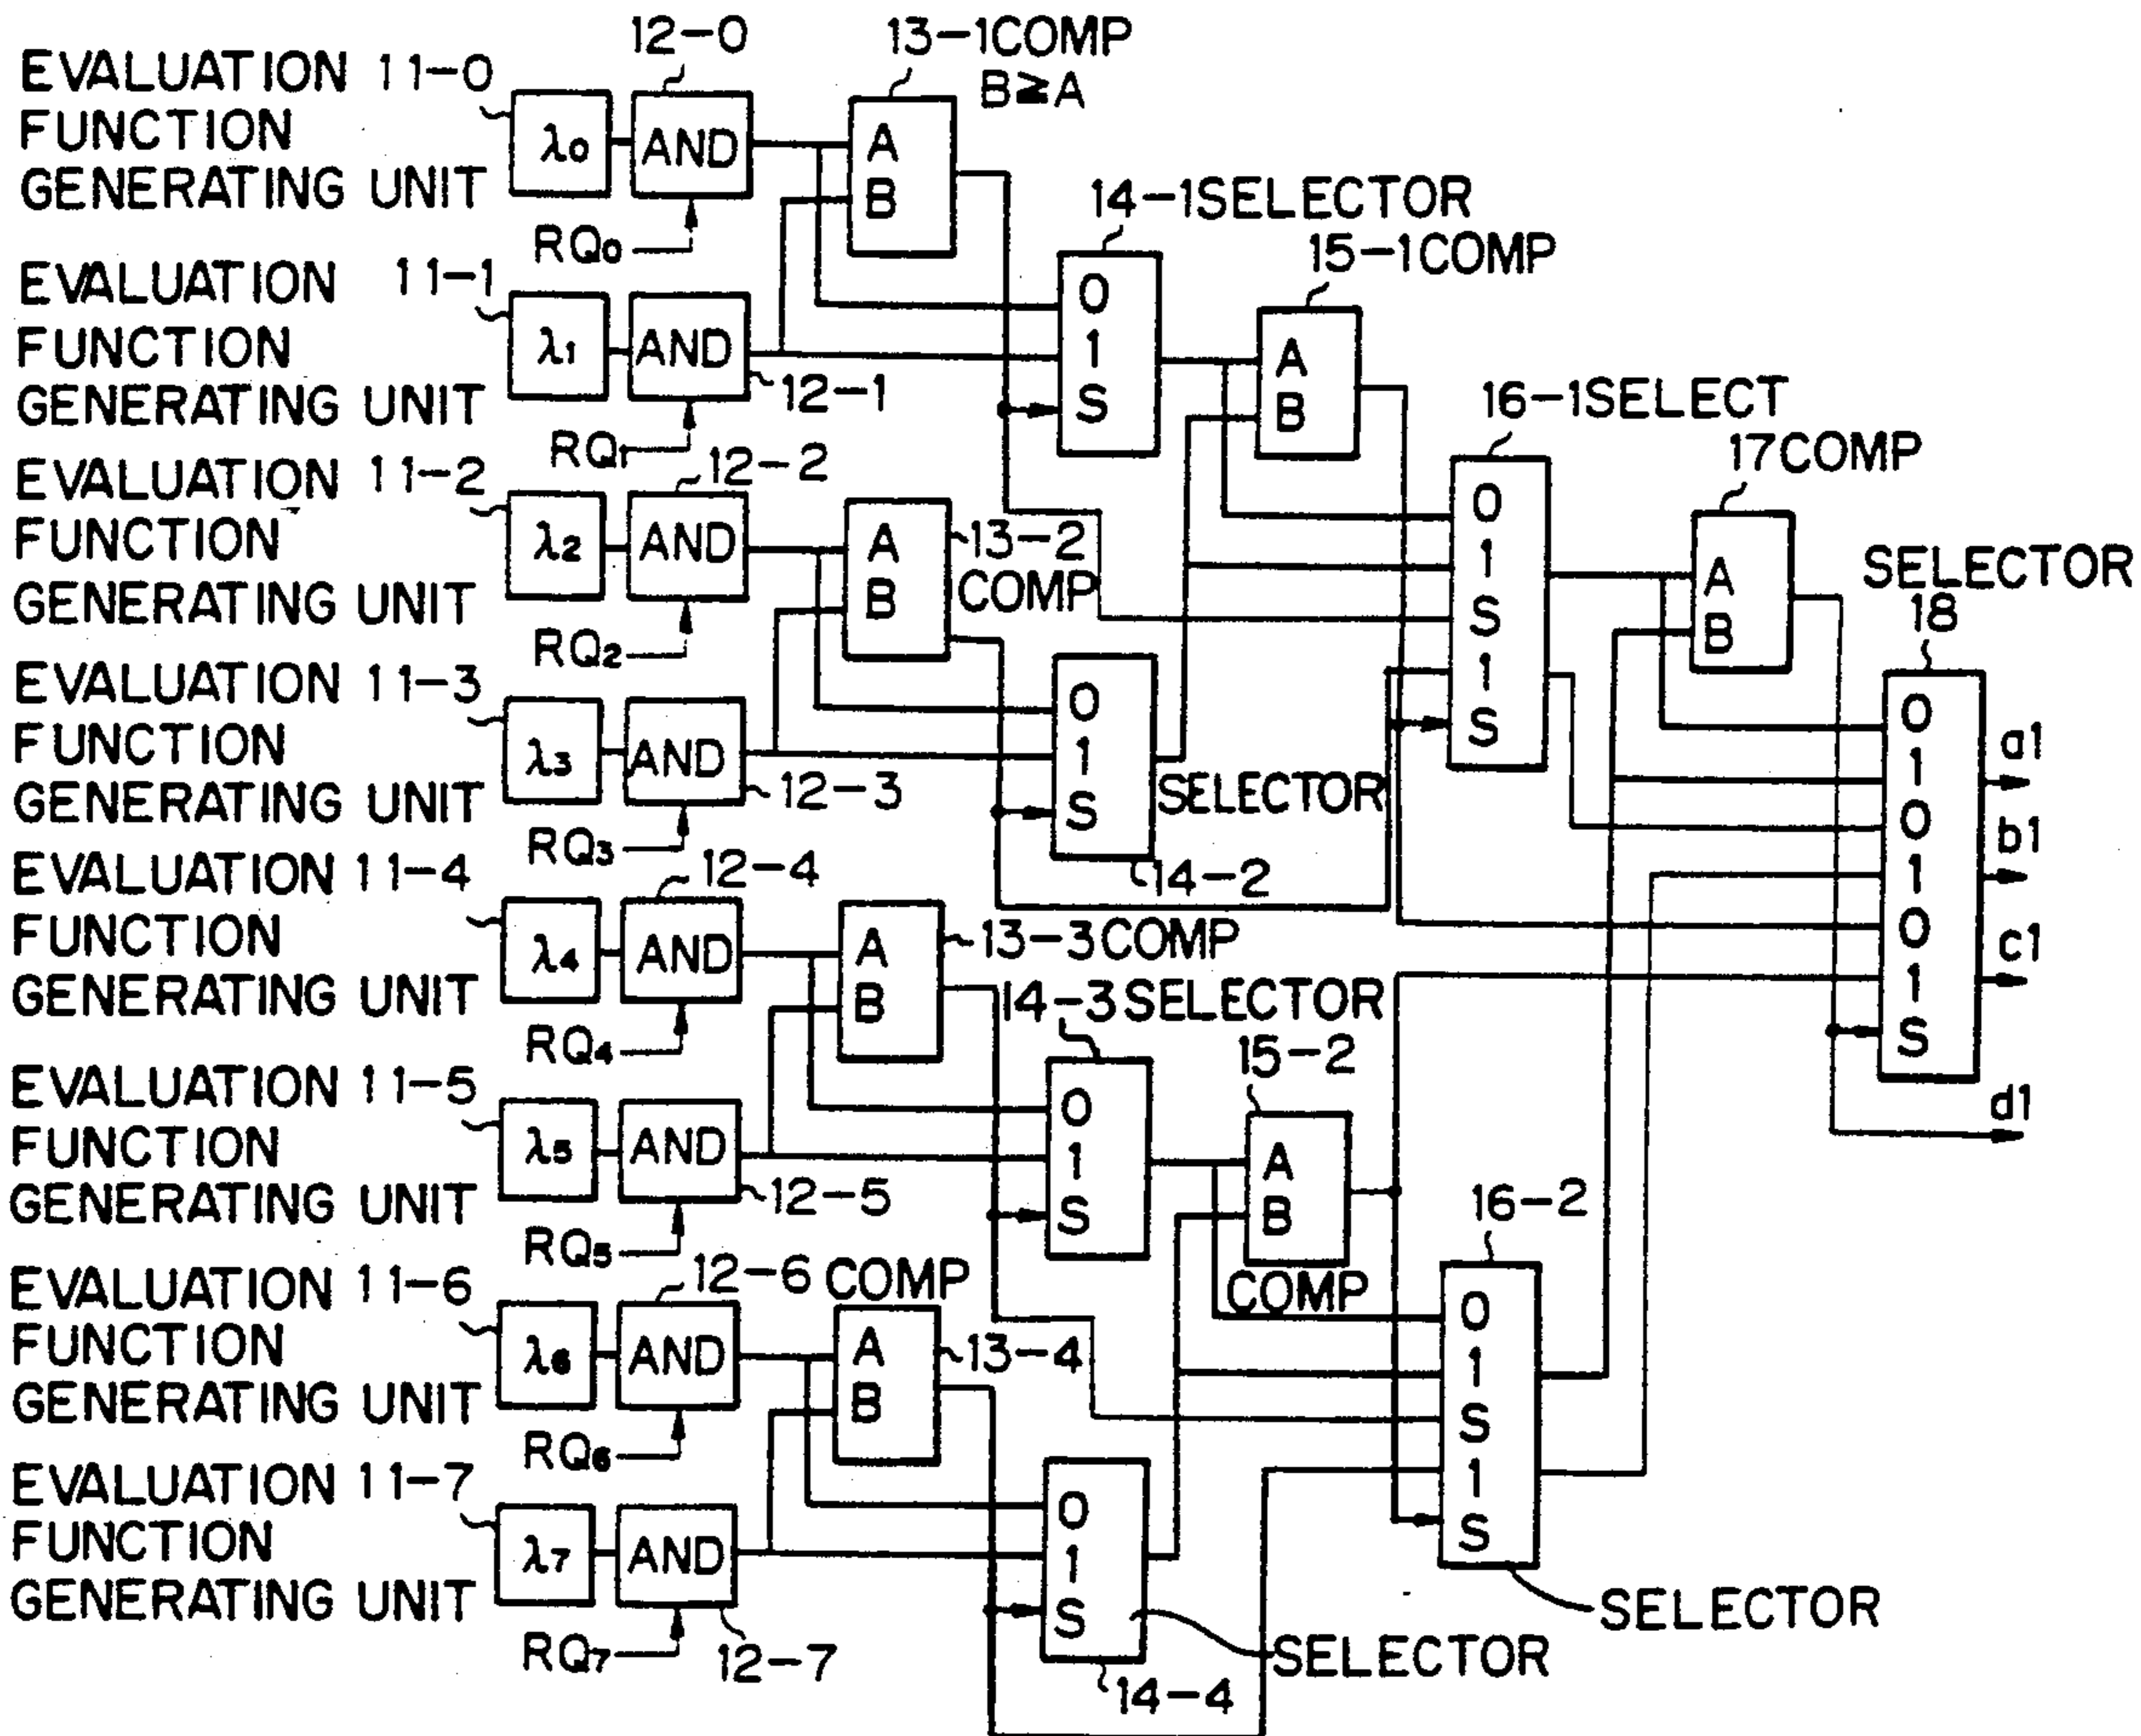 EVALUATION 11-0
FUNCTION
GENERATING UNIT
λ0
12-0
AND
RQ0
13-1COMP
B≧A
A
B
EVALUATION 11-1
FUNCTION
GENERATING UNIT
λ1
AND
12-1
RQ1
14-1SELECTOR
0
1
S
15-1COMP
A
B
EVALUATION 11-2
FUNCTION
GENERATING UNIT
λ2
12-2
AND
RQ2
A
B
13-2
COMP
16-1SELECT
0
1
S
1
S
17COMP
A
B
SELECTOR
18
0
1
0
1
0
1
S
a1
b1
c1
d1
EVALUATION 11-3
FUNCTION
GENERATING UNIT
λ3
AND
12-3
RQ3
0
1
S
SELECTOR
14-2
EVALUATION 11-4
FUNCTION
GENERATING UNIT
λ4
12-4
AND
RQ4
A
B
13-3COMP
14-3SELECTOR
0
1
S
15-2
A
B
COMP
EVALUATION 11-5
FUNCTION
GENERATING UNIT
λ5
AND
12-5
RQ5
16-2
0
1
S
1
S
SELECTOR
EVALUATION 11-6
FUNCTION
GENERATING UNIT
λ6
12-6
AND
RQ6
COMP
A
B
13-4
EVALUATION 11-7
FUNCTION
GENERATING UNIT
λ7
AND
12-7
RQ7
0
1
S
SELECTOR
14-4